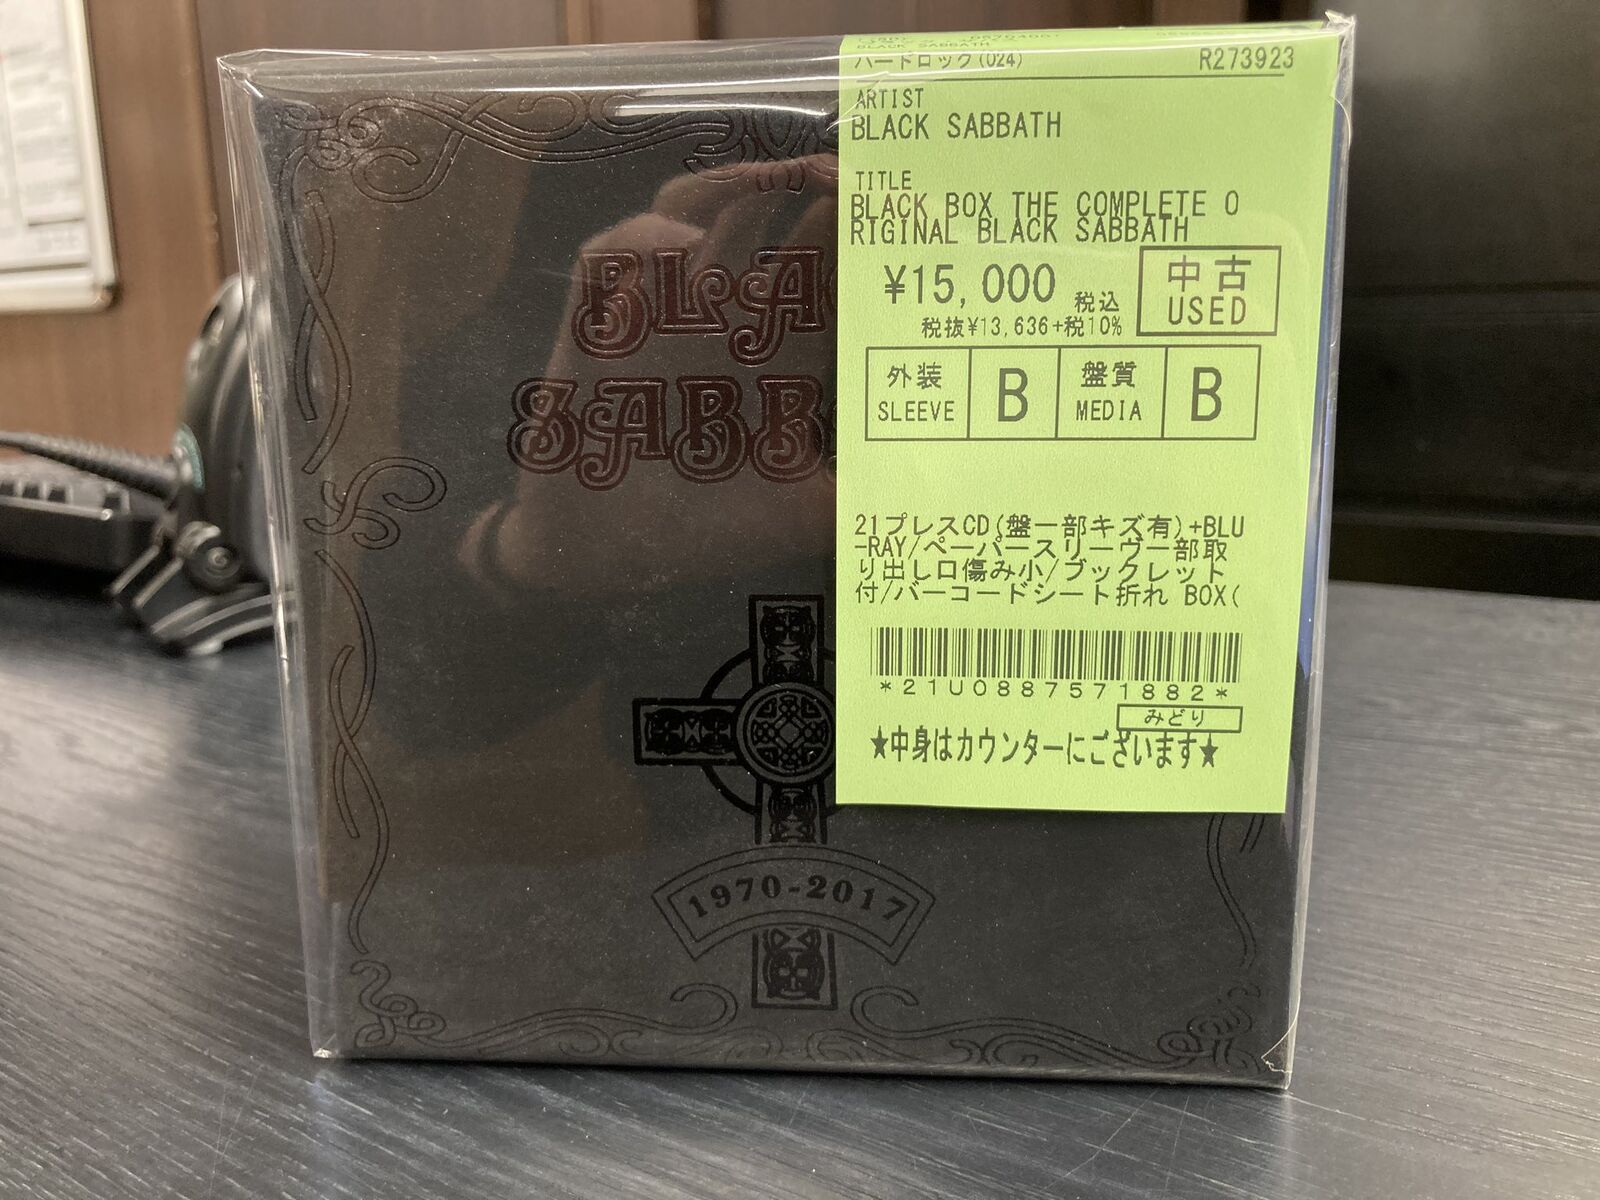 BLACK SABBATH
ハードロック(024) R273923
ARTIST
BLACK SABBATH
TITLE
BLACK BOX THE COMPLETE O
RIGINAL BLACK SABBATH
¥15,000 税込
税抜¥13,636+税10%
中古
USED
外装
SLEEVE
B
盤質
MEDIA
B
21プレスCD(盤一部キズ有)+BLU
-RAY/ペーパースリーヴ一部取
り出し口傷み小/ブックレット
付/バーコードシート折れ BOX(
*21U0887571882*
みどり
★中身はカウンターにございます★
BLA
SABB
1970-2017